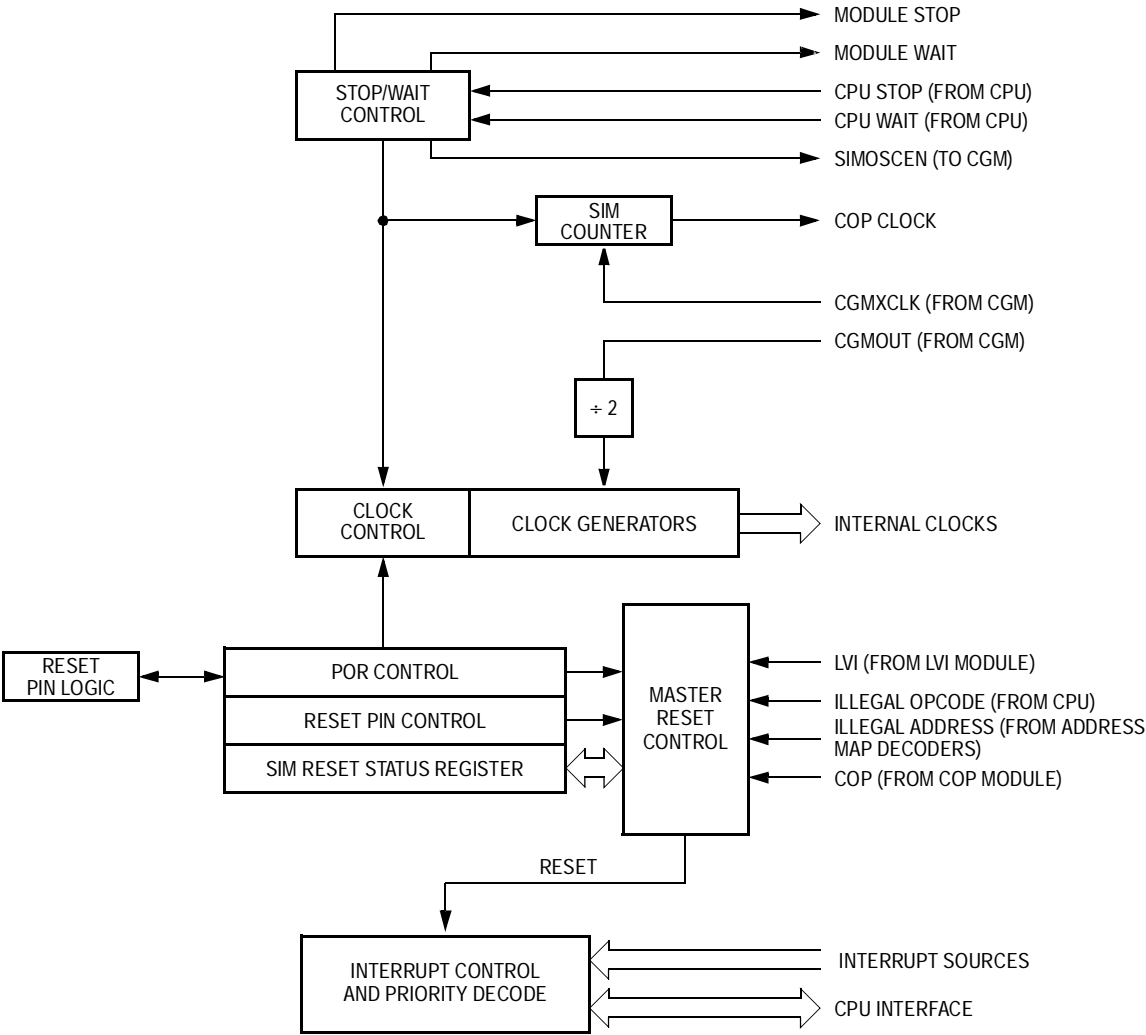 MODULE STOP
MODULE WAIT
STOP/WAIT
CONTROL
CPU STOP (FROM CPU)
CPU WAIT (FROM CPU)
SIMOSCEN (TO CGM)
SIM
COUNTER
COP CLOCK
CGMXCLK (FROM CGM)
CGMOUT (FROM CGM)
÷ 2
CLOCK
CONTROL
CLOCK GENERATORS
INTERNAL CLOCKS
RESET
PIN LOGIC
POR CONTROL
RESET PIN CONTROL
SIM RESET STATUS REGISTER
MASTER
RESET
CONTROL
LVI (FROM LVI MODULE)
ILLEGAL OPCODE (FROM CPU)
ILLEGAL ADDRESS (FROM ADDRESS
MAP DECODERS)
COP (FROM COP MODULE)
RESET
INTERRUPT CONTROL
AND PRIORITY DECODE
INTERRUPT SOURCES
CPU INTERFACE